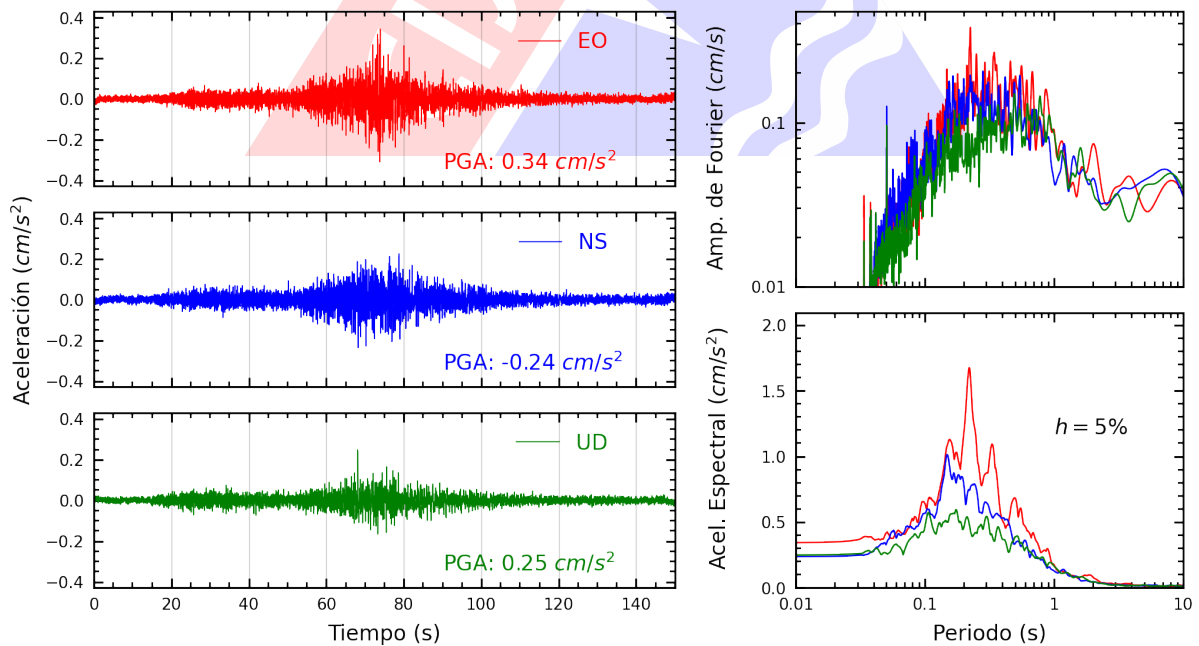 Aceleración (cm/s²)
0.4
0.2
0.0
−0.2
−0.4
EO
PGA: 0.34 cm/s²
0.4
0.2
0.0
−0.2
−0.4
NS
PGA: -0.24 cm/s²
0.4
0.2
0.0
−0.2
−0.4
UD
PGA: 0.25 cm/s²
0 20 40 60 80 100 120 140
Tiempo (s)
Amp. de Fourier (cm/s)
0.1
0.01
Acel. Espectral (cm/s²)
2.0
1.5
1.0
0.5
0.0
h = 5%
0.01 0.1 1 10
Periodo (s)